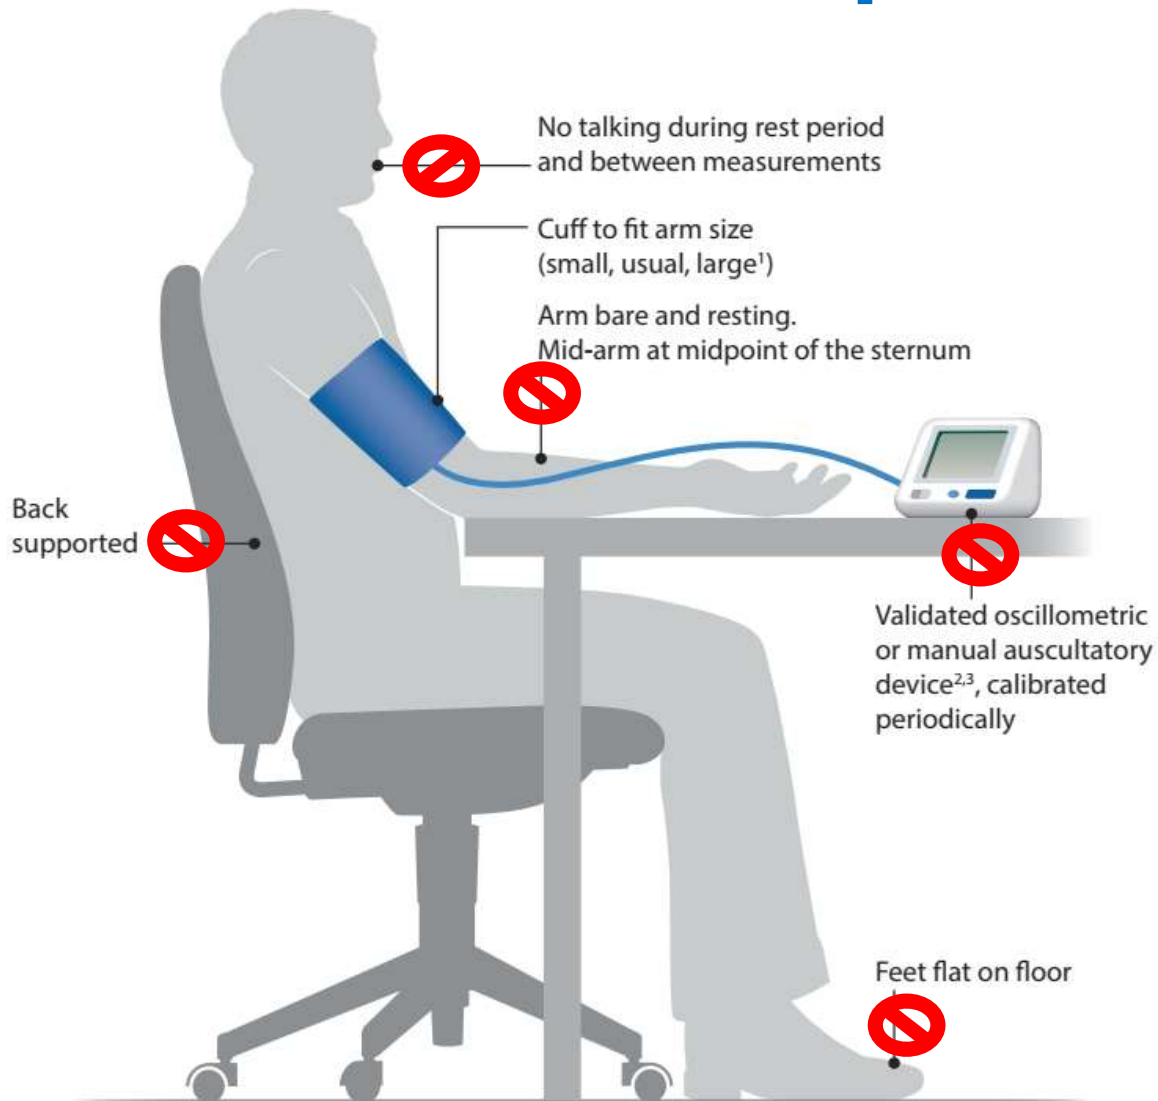 No talking during rest period
and between measurements
Cuff to fit arm size
(small, usual, large¹)
Arm bare and resting.
Mid-arm at midpoint of the sternum
Back
supported
Validated oscillometric
or manual auscultatory
device²,³, calibrated
periodically
Feet flat on floor